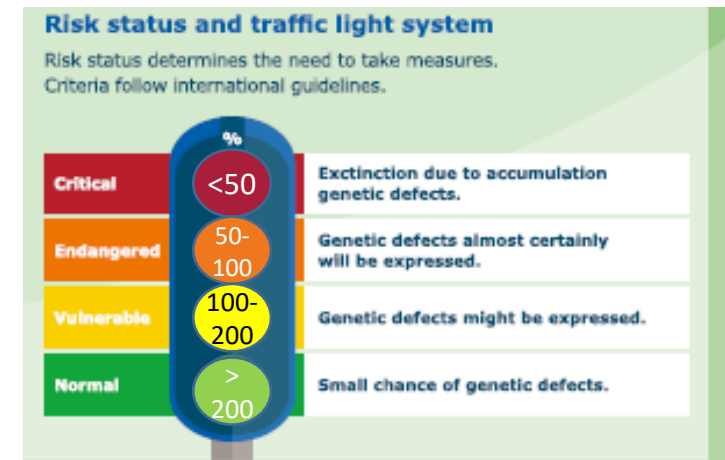 Risk status and traffic light system
Risk status determines the need to take measures.
Criteria follow international guidelines.
%
Critical
<50
Exctinction due to accumulation
genetic defects.
Endangered
50-
100
Genetic defects almost certainly
will be expressed.
Vulnerable
100-
200
Genetic defects might be expressed.
Normal
>
200
Small chance of genetic defects.